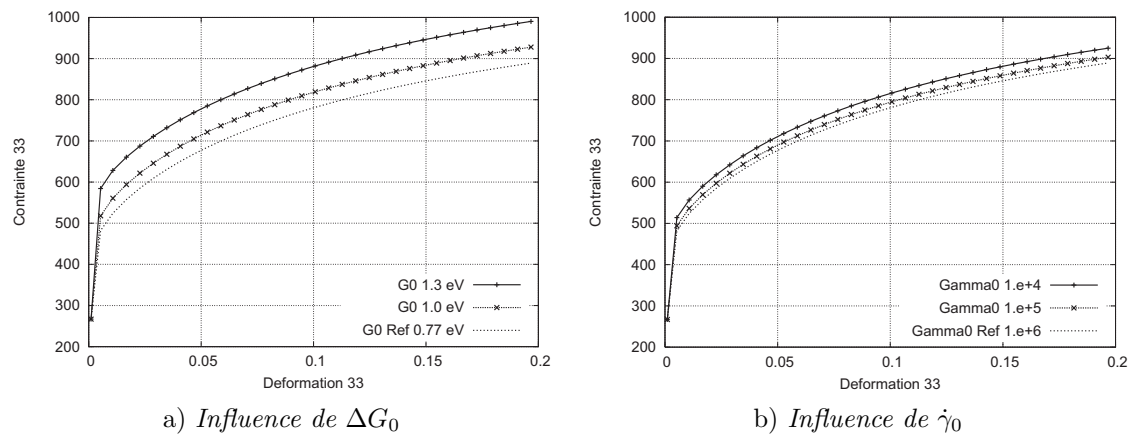 1000
900
800
700
600
500
400
300
200
Contrainte 33
G0 1.3 eV
G0 1.0 eV
G0 Ref 0.77 eV
0
0.05
0.1
0.15
0.2
Deformation 33
a) Influence de ΔG₀
1000
900
800
700
600
500
400
300
200
Contrainte 33
Gamma0 1.e+4
Gamma0 1.e+5
Gamma0 Ref 1.e+6
0
0.05
0.1
0.15
0.2
Deformation 33
b) Influence de γ̇₀